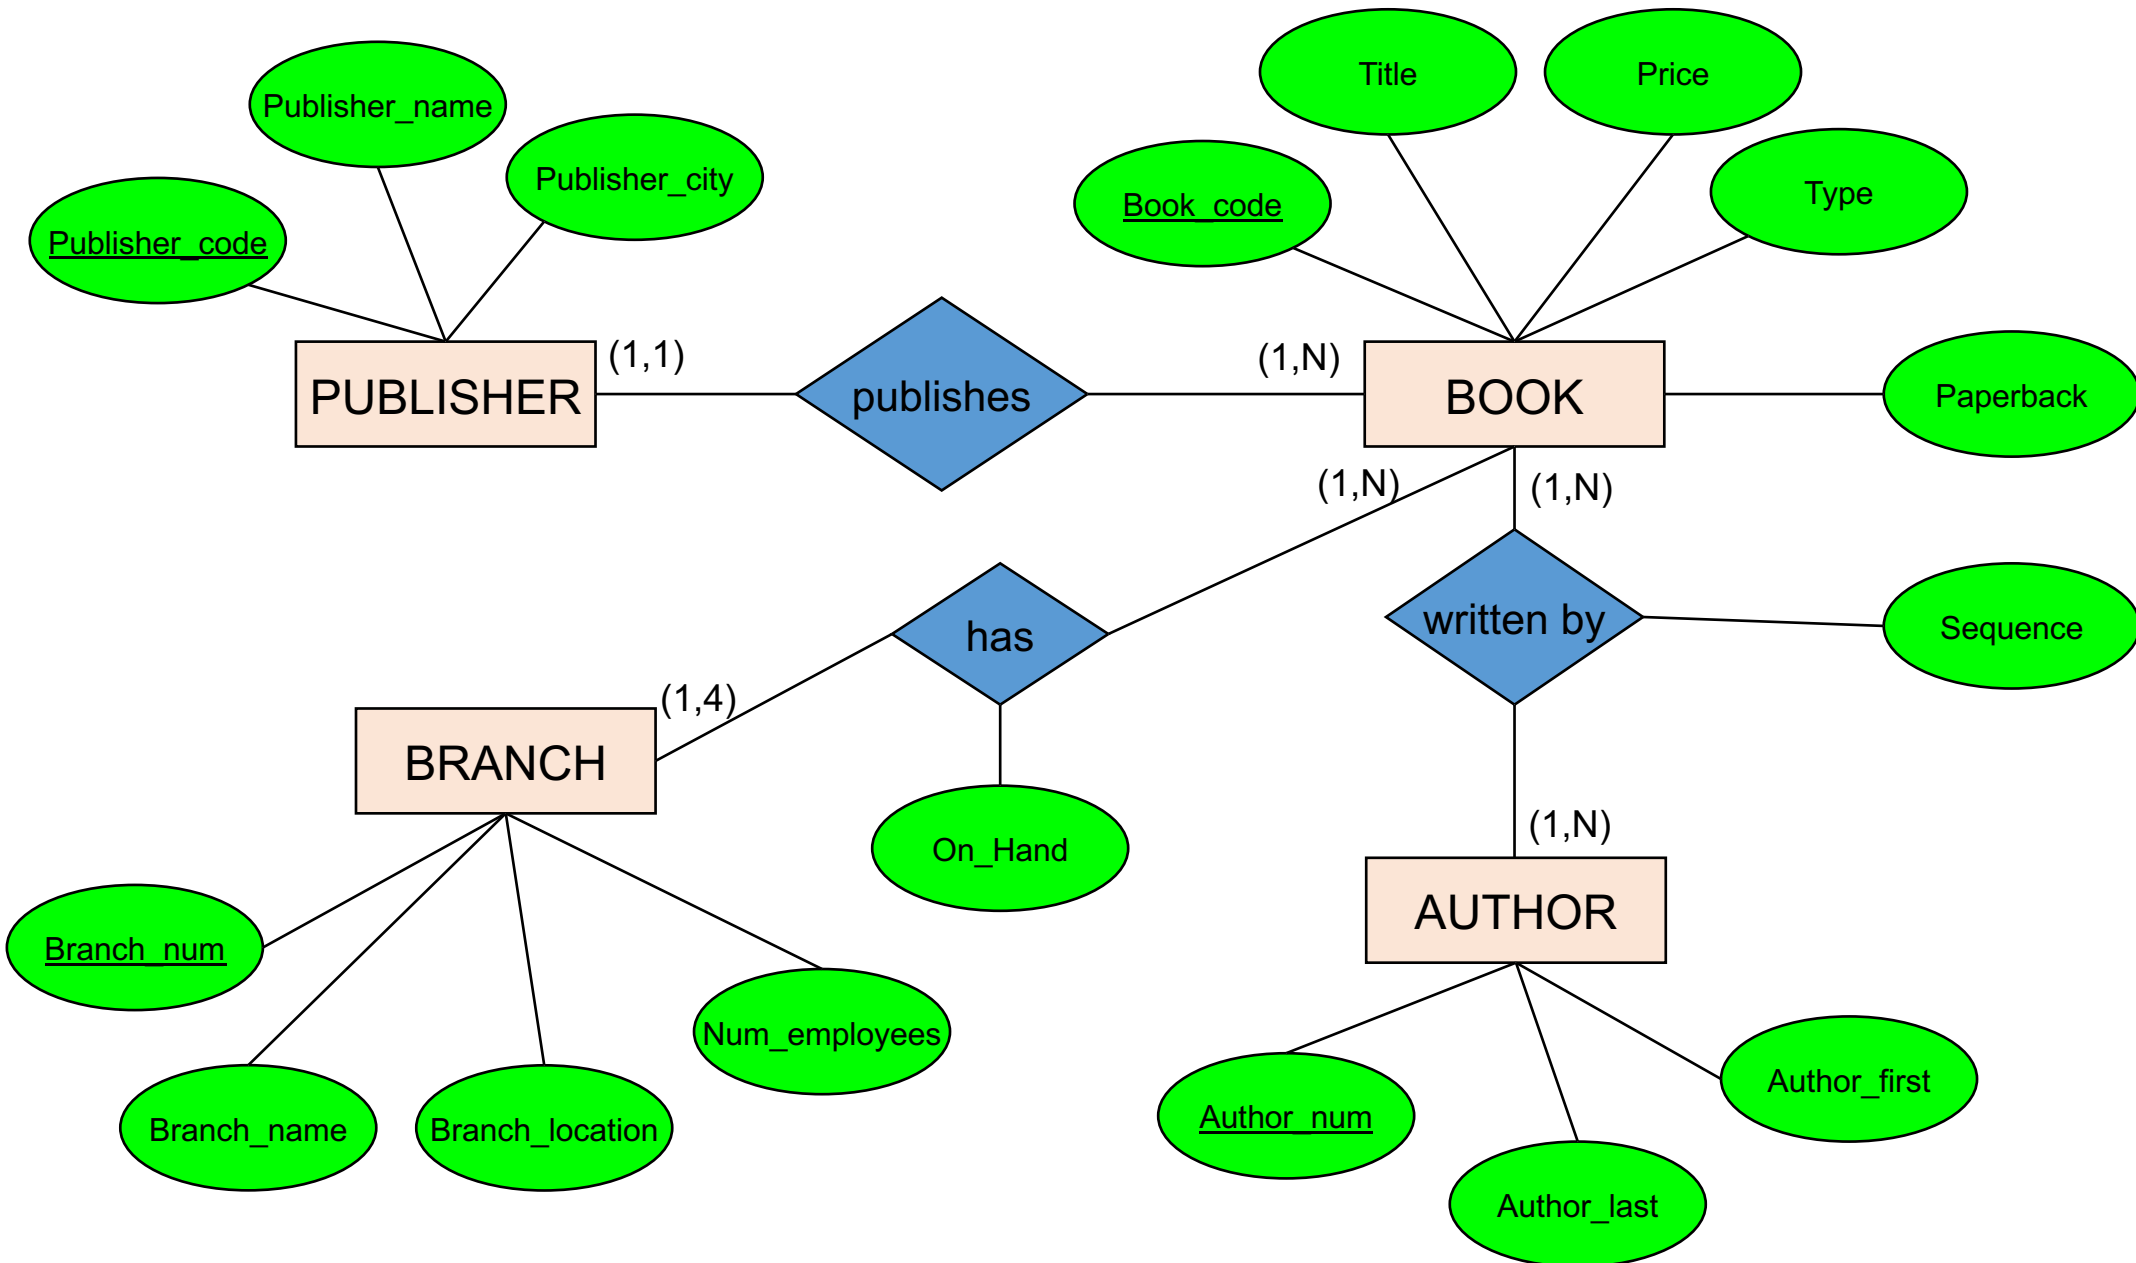 Title
Price
Publisher_name
Publisher_city
Type
Book_code
Publisher_code
(1,1)
(1,N)
PUBLISHER
publishes
BOOK
Paperback
(1,N)
(1,N)
written by
Sequence
has
(1,4)
BRANCH
(1,N)
On_Hand
AUTHOR
Branch_num
Num_employees
Author_first
Author_num
Branch_name
Branch_location
Author_last